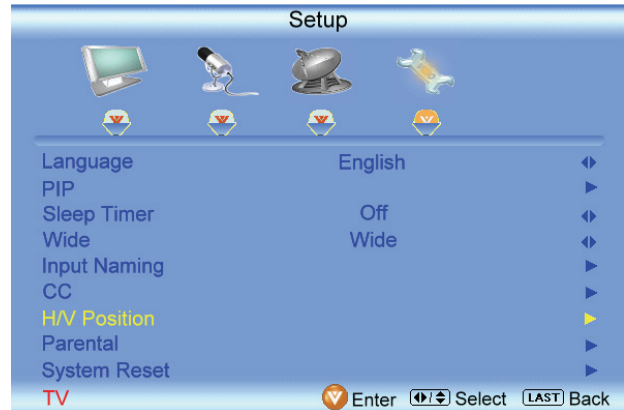 Setup
Language English
PIP
Sleep Timer Off
Wide Wide
Input Naming
CC
H/V Position
Parental
System Reset
TV Enter Select LAST Back